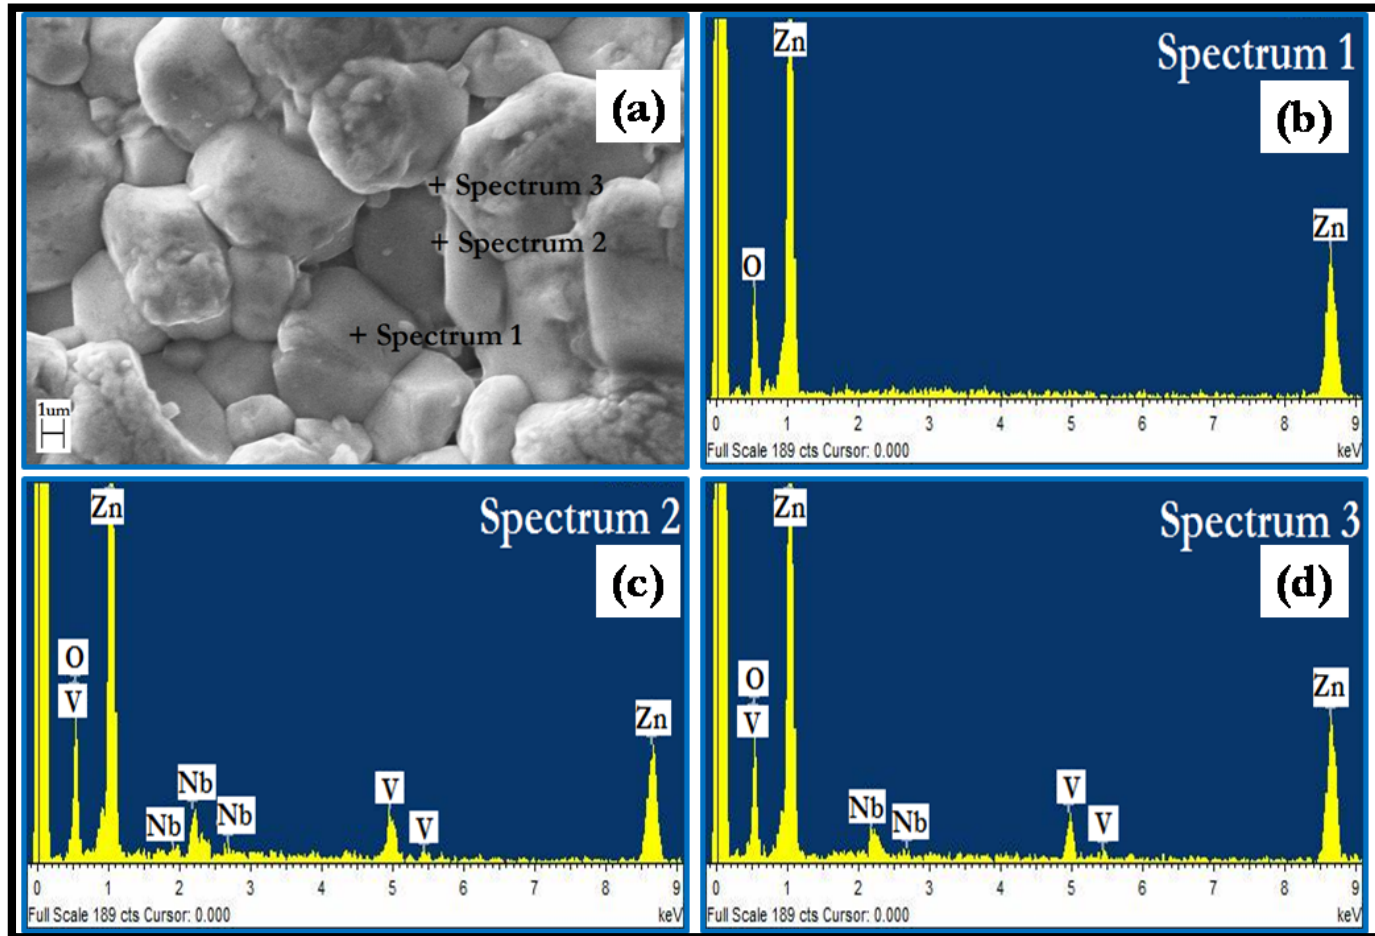 (a)
+ Spectrum 3
+ Spectrum 2
+ Spectrum 1
1um
Spectrum 1
(b)
Zn
O
Zn
0 1 2 3 4 5 6 7 8 9
Full Scale 189 cts Cursor: 0.000 keV
Spectrum 2
(c)
Zn
O
V
Nb
Nb
Nb
V
V
Zn
0 1 2 3 4 5 6 7 8 9
Full Scale 189 cts Cursor: 0.000 keV
Spectrum 3
(d)
Zn
O
V
Nb
Nb
V
V
Zn
0 1 2 3 4 5 6 7 8 9
Full Scale 189 cts Cursor: 0.000 keV